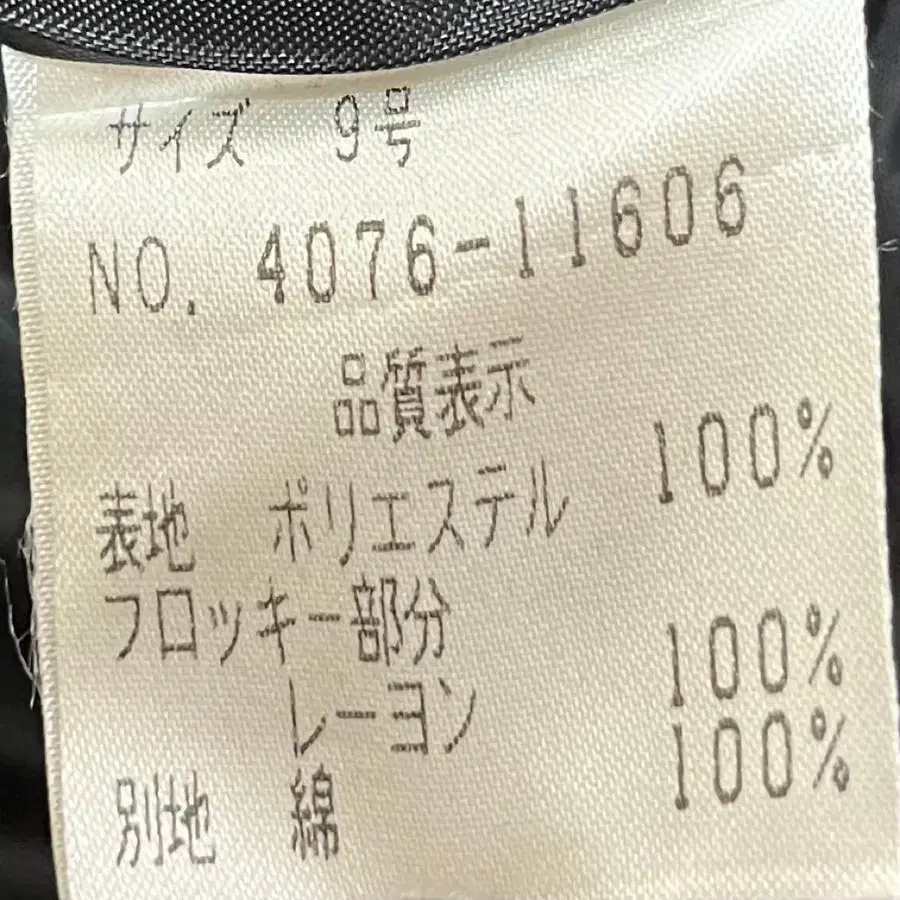 サイズ 9号
NO. 4076-11606
品質表示
表地 ポリエステル 100%
フロッキー部分
レーヨン 100%
別地 綿 100%